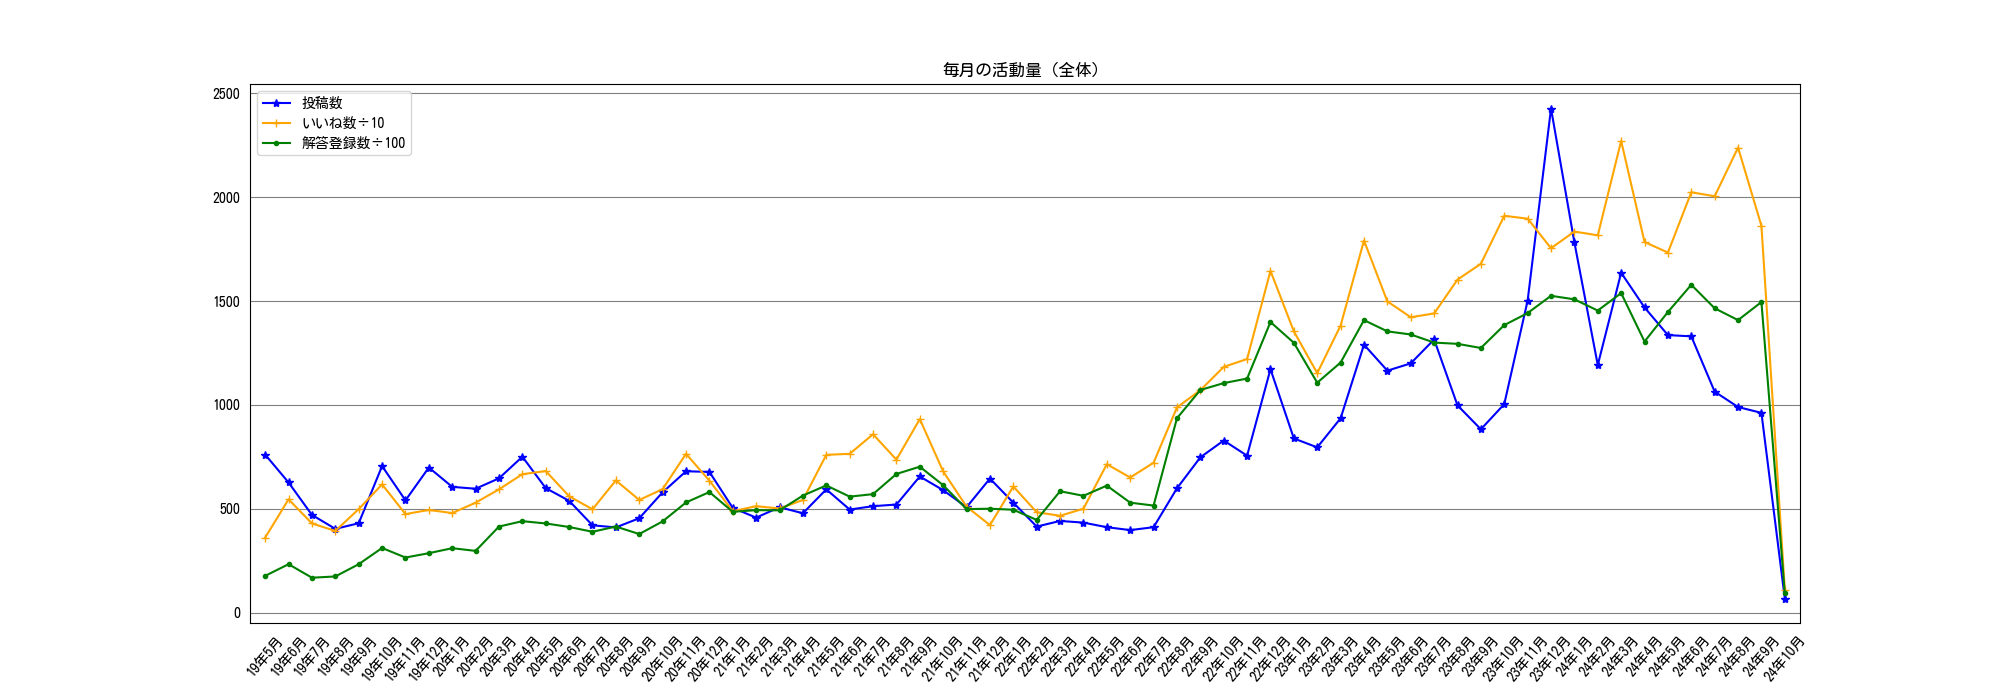 毎月の活動量（全体）
2500
2000
1500
1000
500
0
投稿数
いいね数÷10
解答登録数÷100
19年5月
19年6月
19年7月
19年8月
19年9月
19年10月
19年11月
19年12月
20年1月
20年2月
20年3月
20年4月
20年5月
20年6月
20年7月
20年8月
20年9月
20年10月
20年11月
20年12月
21年1月
21年2月
21年3月
21年4月
21年5月
21年6月
21年7月
21年8月
21年9月
21年10月
21年11月
21年12月
22年1月
22年2月
22年3月
22年4月
22年5月
22年6月
22年7月
22年8月
22年9月
22年10月
22年11月
22年12月
23年1月
23年2月
23年3月
23年4月
23年5月
23年6月
23年7月
23年8月
23年9月
23年10月
23年11月
23年12月
24年1月
24年2月
24年3月
24年4月
24年5月
24年6月
24年7月
24年8月
24年9月
24年10月